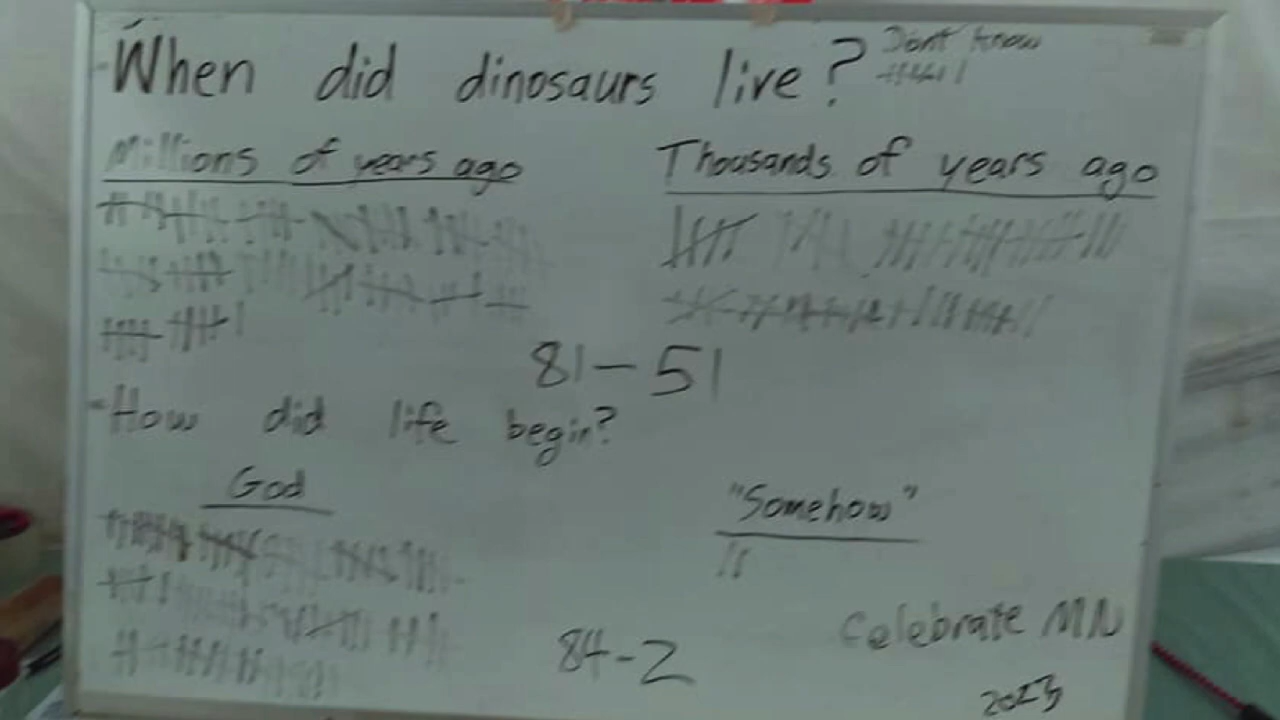 When did dinosaurs live? Dont know
Millions of years ago
Thousands of years ago
81-51
-How did life begin?
God
"Somehow"
84-2
Celebrate MN
2023